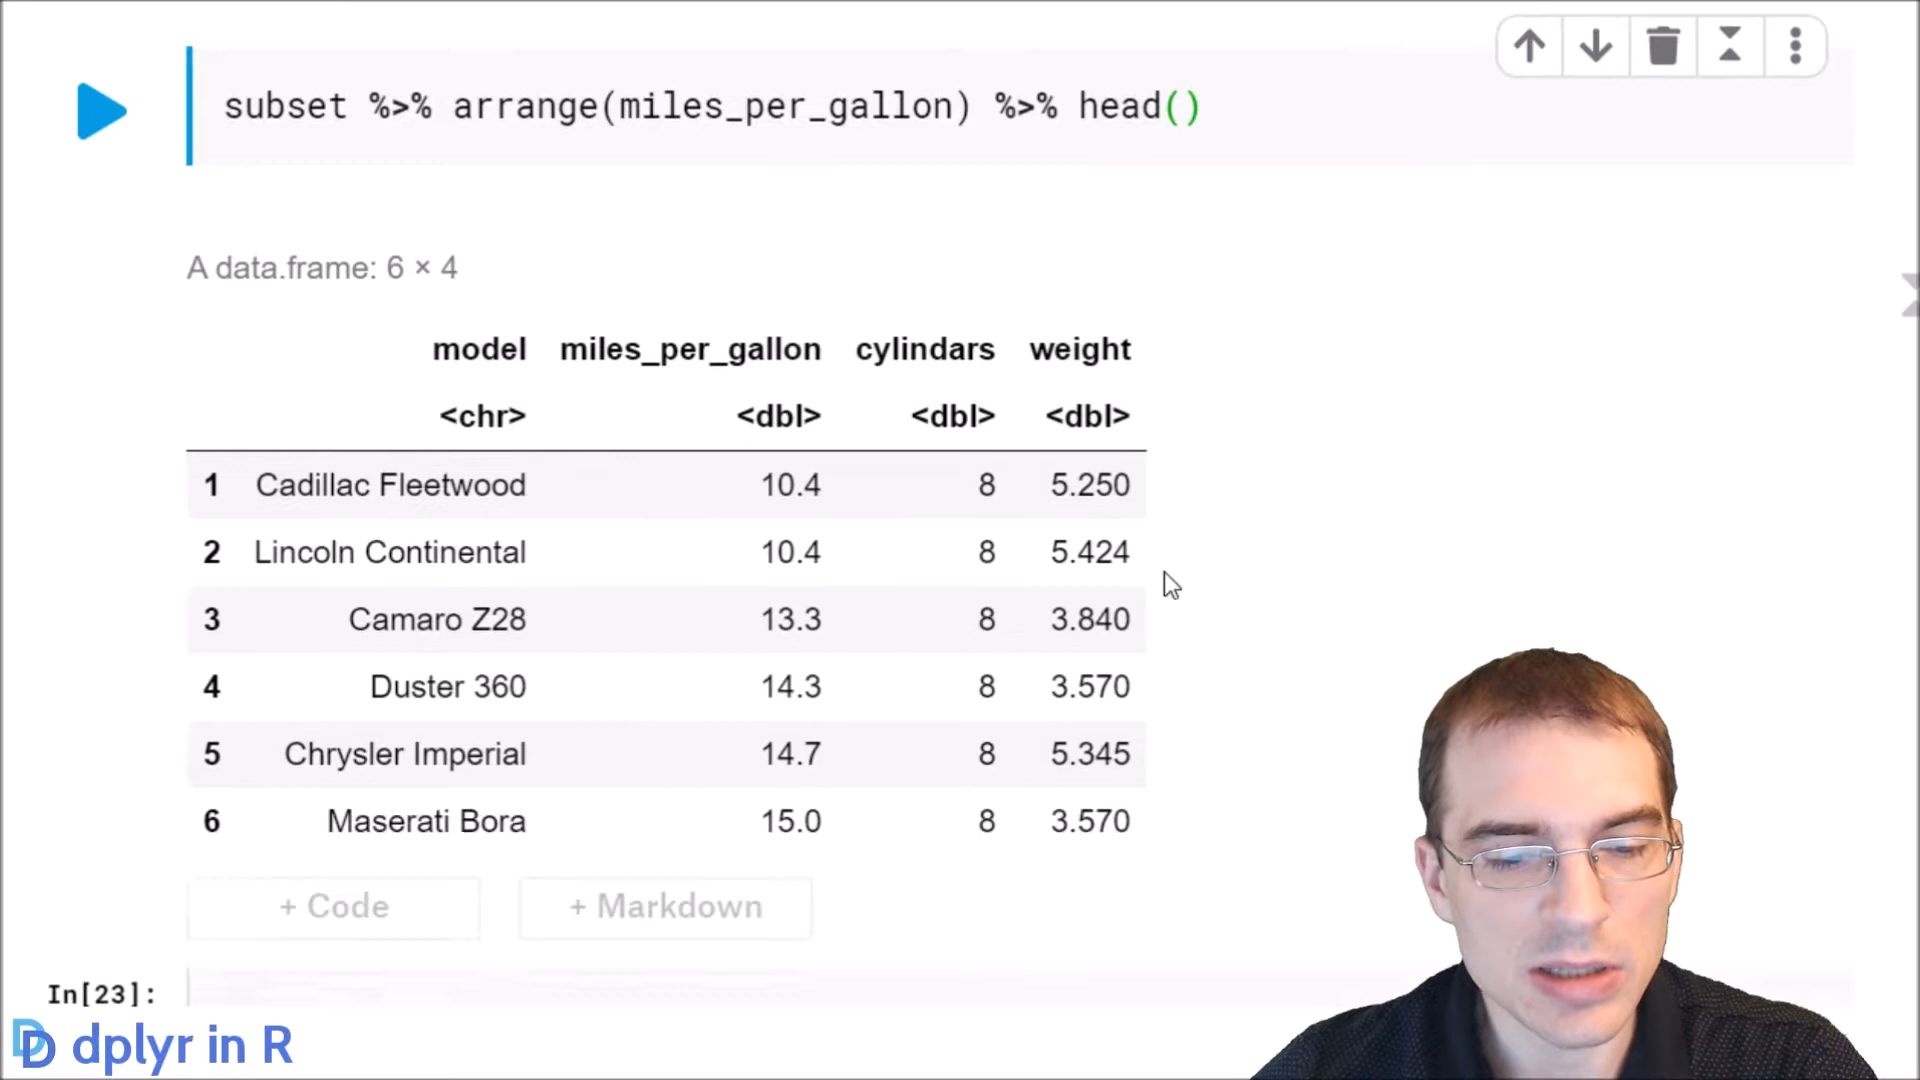 subset %>% arrange(miles_per_gallon) %>% head()
A data.frame: 6 × 4
model miles_per_gallon cylindars weight
<chr> <dbl> <dbl> <dbl>
1 Cadillac Fleetwood 10.4 8 5.250
2 Lincoln Continental 10.4 8 5.424
3 Camaro Z28 13.3 8 3.840
4 Duster 360 14.3 8 3.570
5 Chrysler Imperial 14.7 8 5.345
6 Maserati Bora 15.0 8 3.570
+ Code + Markdown
In[23]:
D dplyr in R